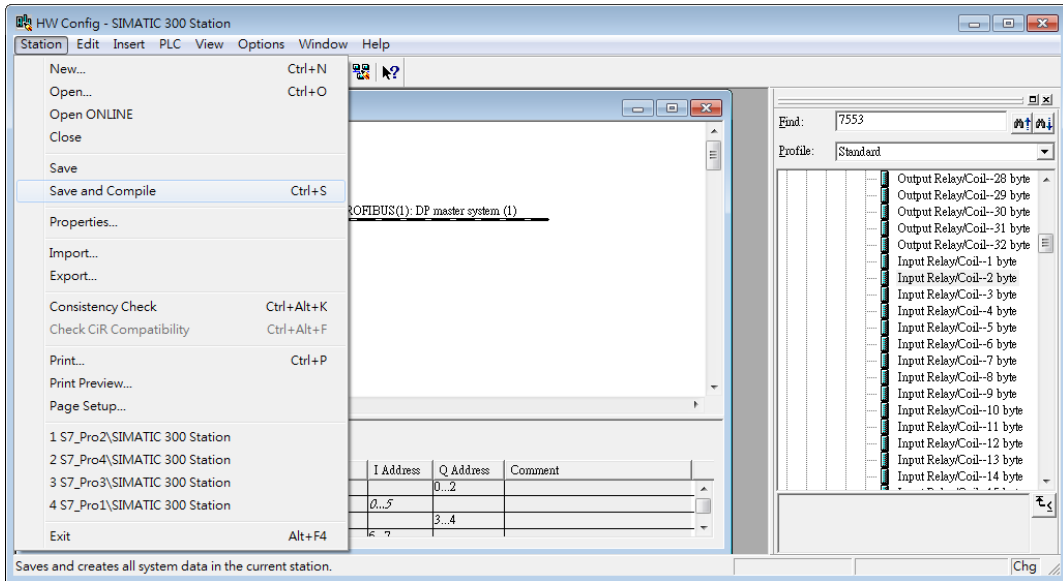 HW Config - SIMATIC 300 Station
Station Edit Insert PLC View Options Window Help
New... Ctrl+N
Open... Ctrl+O
Open ONLINE
Close
Save
Save and Compile Ctrl+S
Properties...
Import...
Export...
Consistency Check Ctrl+Alt+K
Check CiR Compatibility Ctrl+Alt+F
Print... Ctrl+P
Print Preview...
Page Setup...
1 S7_Pro2\SIMATIC 300 Station
2 S7_Pro4\SIMATIC 300 Station
3 S7_Pro3\SIMATIC 300 Station
4 S7_Pro1\SIMATIC 300 Station
Exit Alt+F4
ROFIBUS(1): DP master system (1)
I Address Q Address Comment
0...2
0...5
3...4
6...7
Find: 7553
Profile: Standard
Output Relay/Coil--28 byte
Output Relay/Coil--29 byte
Output Relay/Coil--30 byte
Output Relay/Coil--31 byte
Output Relay/Coil--32 byte
Input Relay/Coil--1 byte
Input Relay/Coil--2 byte
Input Relay/Coil--3 byte
Input Relay/Coil--4 byte
Input Relay/Coil--5 byte
Input Relay/Coil--6 byte
Input Relay/Coil--7 byte
Input Relay/Coil--8 byte
Input Relay/Coil--9 byte
Input Relay/Coil--10 byte
Input Relay/Coil--11 byte
Input Relay/Coil--12 byte
Input Relay/Coil--13 byte
Input Relay/Coil--14 byte
Saves and creates all system data in the current station.
Chg